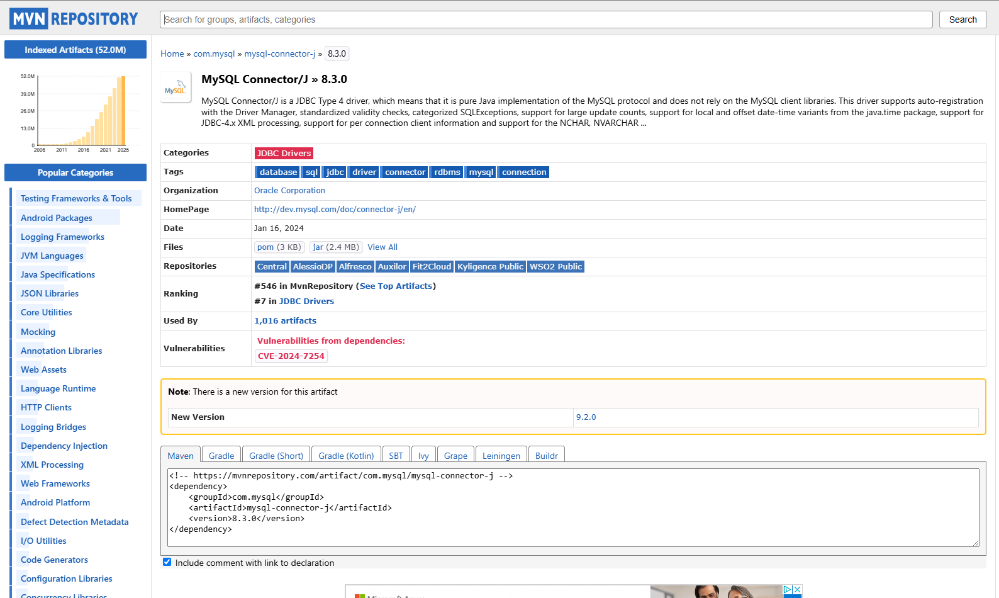 MVN REPOSITORY
Search for groups, artifacts, categories
Search
Indexed Artifacts (52.0M)
52.0M
39.0M
26.0M
13.0M
0
2006 2011 2016 2021 2025
Popular Categories
Testing Frameworks & Tools
Android Packages
Logging Frameworks
JVM Languages
Java Specifications
JSON Libraries
Core Utilities
Mocking
Annotation Libraries
Web Assets
Language Runtime
HTTP Clients
Logging Bridges
Dependency Injection
XML Processing
Web Frameworks
Android Platform
Defect Detection Metadata
I/O Utilities
Code Generators
Configuration Libraries
Concurrency Libraries
Home » com.mysql » mysql-connector-j » 8.3.0
MySQL
MySQL Connector/J » 8.3.0
MySQL Connector/J is a JDBC Type 4 driver, which means that it is pure Java implementation of the MySQL protocol and does not rely on the MySQL client libraries. This driver supports auto-registration
with the Driver Manager, standardized validity checks, categorized SQLExceptions, support for large update counts, support for local and offset date-time variants from the java.time package, support for
JDBC-4.x XML processing, support for per connection client information and support for the NCHAR, NVARCHAR ...
Categories JDBC Drivers
Tags database sql jdbc driver connector rdbms mysql connection
Organization Oracle Corporation
HomePage http://dev.mysql.com/doc/connector-j/en/
Date Jan 16, 2024
Files pom (3 KB) jar (2.4 MB) View All
Repositories Central AlessioDP Alfresco Auxilor Fit2Cloud Kyligence Public WSO2 Public
Ranking #546 in MvnRepository (See Top Artifacts)
#7 in JDBC Drivers
Used By 1,016 artifacts
Vulnerabilities Vulnerabilities from dependencies:
CVE-2024-7254
Note: There is a new version for this artifact
New Version 9.2.0
Maven Gradle Gradle (Short) Gradle (Kotlin) SBT Ivy Grape Leiningen Buildr
<!-- https://mvnrepository.com/artifact/com.mysql/mysql-connector-j -->
<dependency>
    <groupId>com.mysql</groupId>
    <artifactId>mysql-connector-j</artifactId>
    <version>8.3.0</version>
</dependency>
Include comment with link to declaration